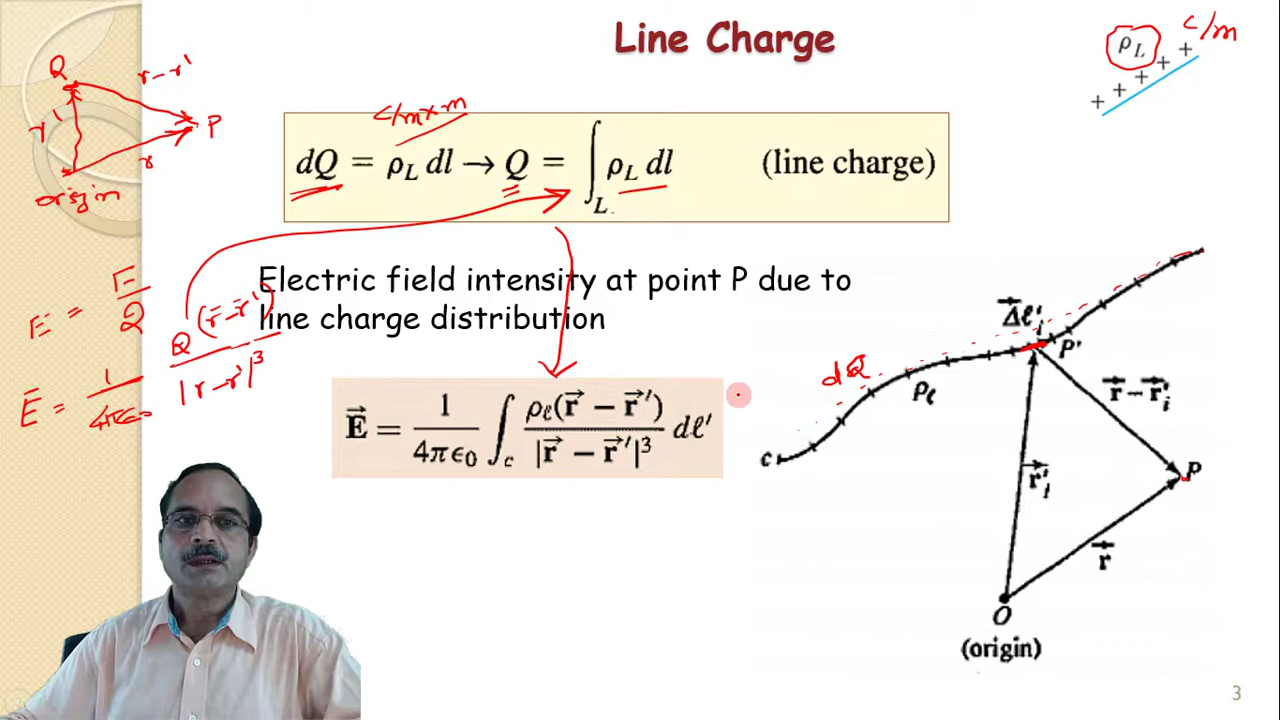 Line Charge
ρL
C/m
+ + + + +
Q
r-r'
r'
P
r
origin
C/m×m
dQ = ρL dl → Q = ∫L ρL dl (line charge)
Electric field intensity at point P due to
line charge distribution
E = F/Q
E = 1/4πε0 Q(r̄-r̄')/|r-r'|³
E⃗ = 1/4πϵ0 ∫c ρℓ(r⃗ − r⃗′)/|r⃗ − r⃗′|³ dℓ′
Δ⃗ℓ'i
P'
dQ
ρℓ
r⃗-r⃗'i
c
P
r⃗'i
r⃗
O
(origin)
3